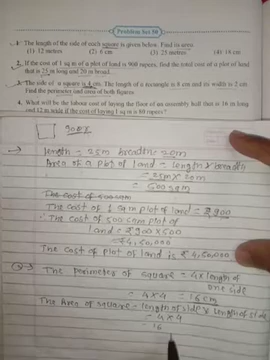 Problem Set 50
1. The length of the side of each square is given below. Find its area.
(1) 12 metres (2) 6 cm (3) 25 metres (4) 18 cm
2. If the cost of 1 sq m of a plot of land is 900 rupees, find the total cost of a plot of land
that is 25 m long and 20 m broad.
3. The side of a square is 4 cm. The length of a rectangle is 8 cm and its width is 2 cm.
Find the perimeter and area of both figures.
4. What will be the labour cost of laying the floor of an assembly hall that is 16 m long
and 12 m wide if the cost of laying 1 sq m is 80 rupees?
900x
→ length = 25m breadth = 20m
Area of a plot of land = length x breadth
= 25m x 20m
= 500 sqm
The cost of 500 sqm
The cost of 1 sqm plot of land = ₹ 900
∴ The cost of 500 sqm plot of
land = ₹ 900 x 500
= ₹ 4,50,000
The cost of plot of land is ₹ 4,50,000
The perimeter of square = 4 x length of
one side
= 4 x 4 = 16 cm
The Area of square = length of side x length of side
= 4 x 4
16